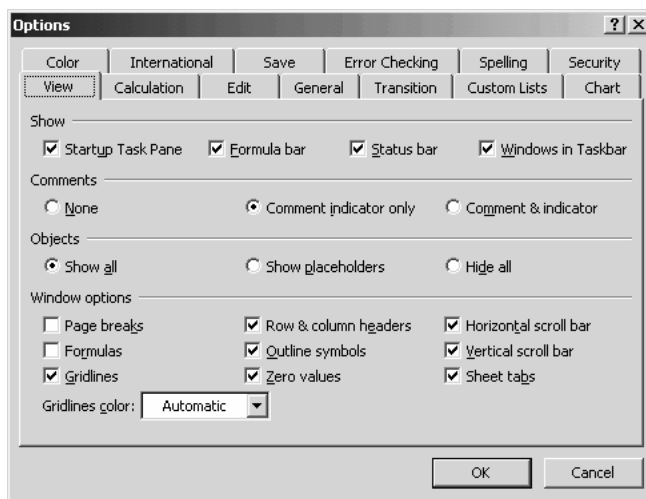 Options
Color International Save Error Checking Spelling Security
View Calculation Edit General Transition Custom Lists Chart
Show
Startup Task Pane Formula bar Status bar Windows in Taskbar
Comments
None Comment indicator only Comment & indicator
Objects
Show all Show placeholders Hide all
Window options
Page breaks Row & column headers Horizontal scroll bar
Formulas Outline symbols Vertical scroll bar
Gridlines Zero values Sheet tabs
Gridlines color: Automatic
OK Cancel